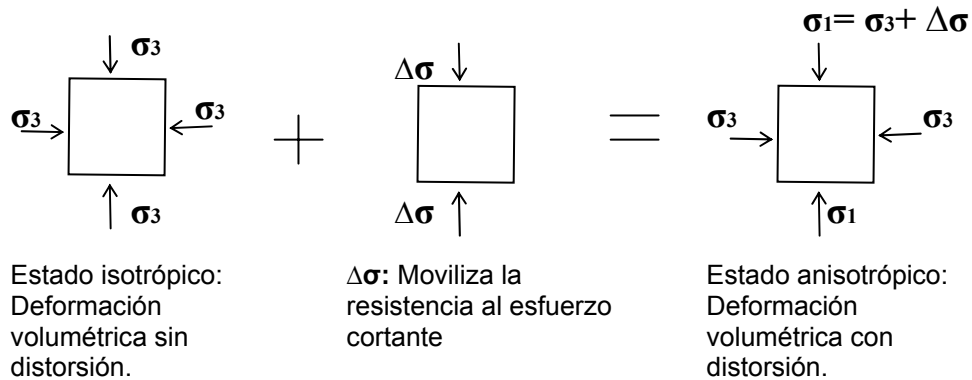 σ3
σ3
σ3
σ3
Δσ
Δσ
σ1= σ3+ Δσ
σ3
σ3
σ1
Estado isotrópico:
Deformación
volumétrica sin
distorsión.
Δσ: Moviliza la
resistencia al esfuerzo
cortante
Estado anisotrópico:
Deformación
volumétrica con
distorsión.